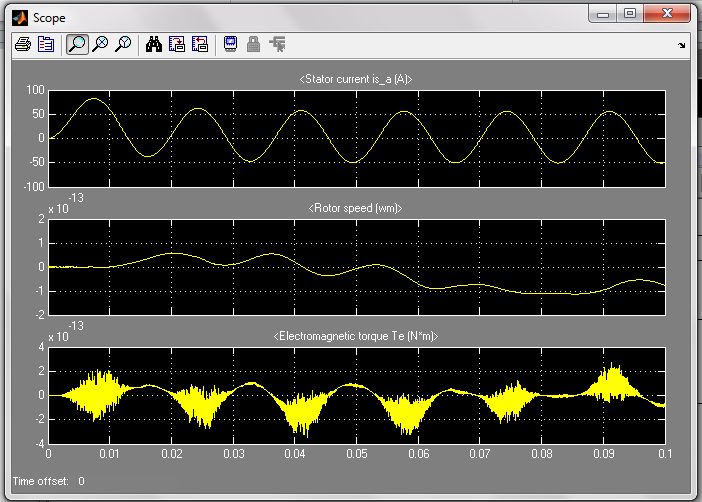 Scope
<Stator current is_a (A)>
100
50
0
-50
-100
x 10 -13
<Rotor speed (wm)>
2
1
0
-1
-2
x 10 -13
<Electromagnetic torque Te (N*m)>
4
2
0
-2
-4
0 0.01 0.02 0.03 0.04 0.05 0.06 0.07 0.08 0.09 0.1
Time offset: 0